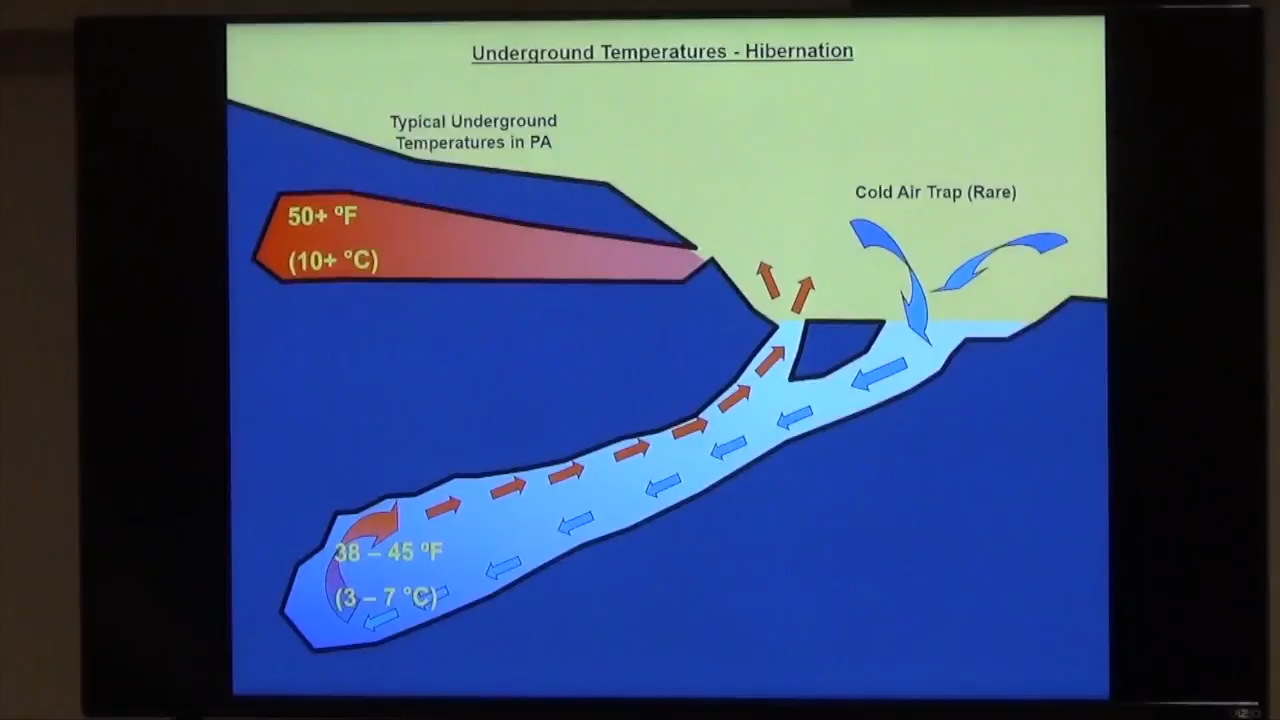 Underground Temperatures - Hibernation
Typical Underground
Temperatures in PA
Cold Air Trap (Rare)
50+ ºF
(10+ °C)
38 – 45 ºF
(3 – 7 °C)